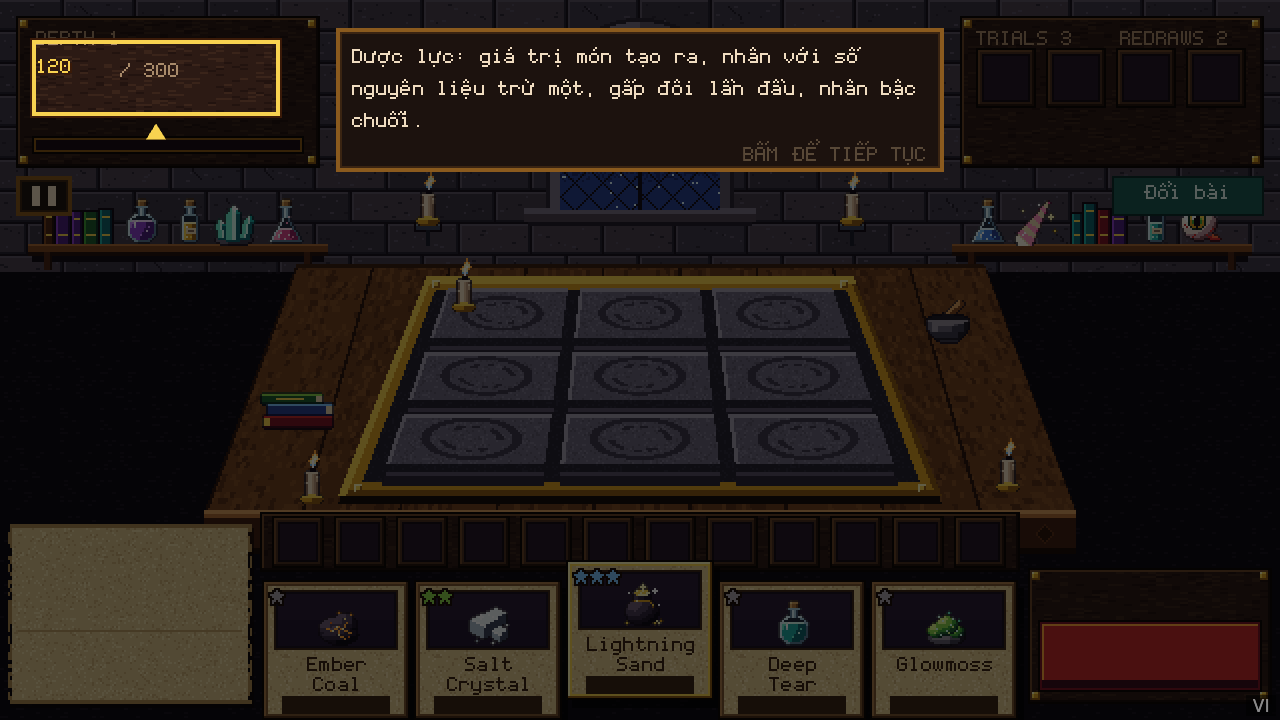 DEPTH 1
120 / 300
Dược lực: giá trị món tạo ra, nhân với số
nguyên liệu trừ một, gấp đôi lần đầu, nhân bậc
chuỗi.
BẤM ĐỂ TIẾP TỤC
TRIALS 3 REDRAWS 2
Đổi bài
Ember
Coal
Salt
Crystal
Lightning
Sand
Deep
Tear
Glowmoss
VI